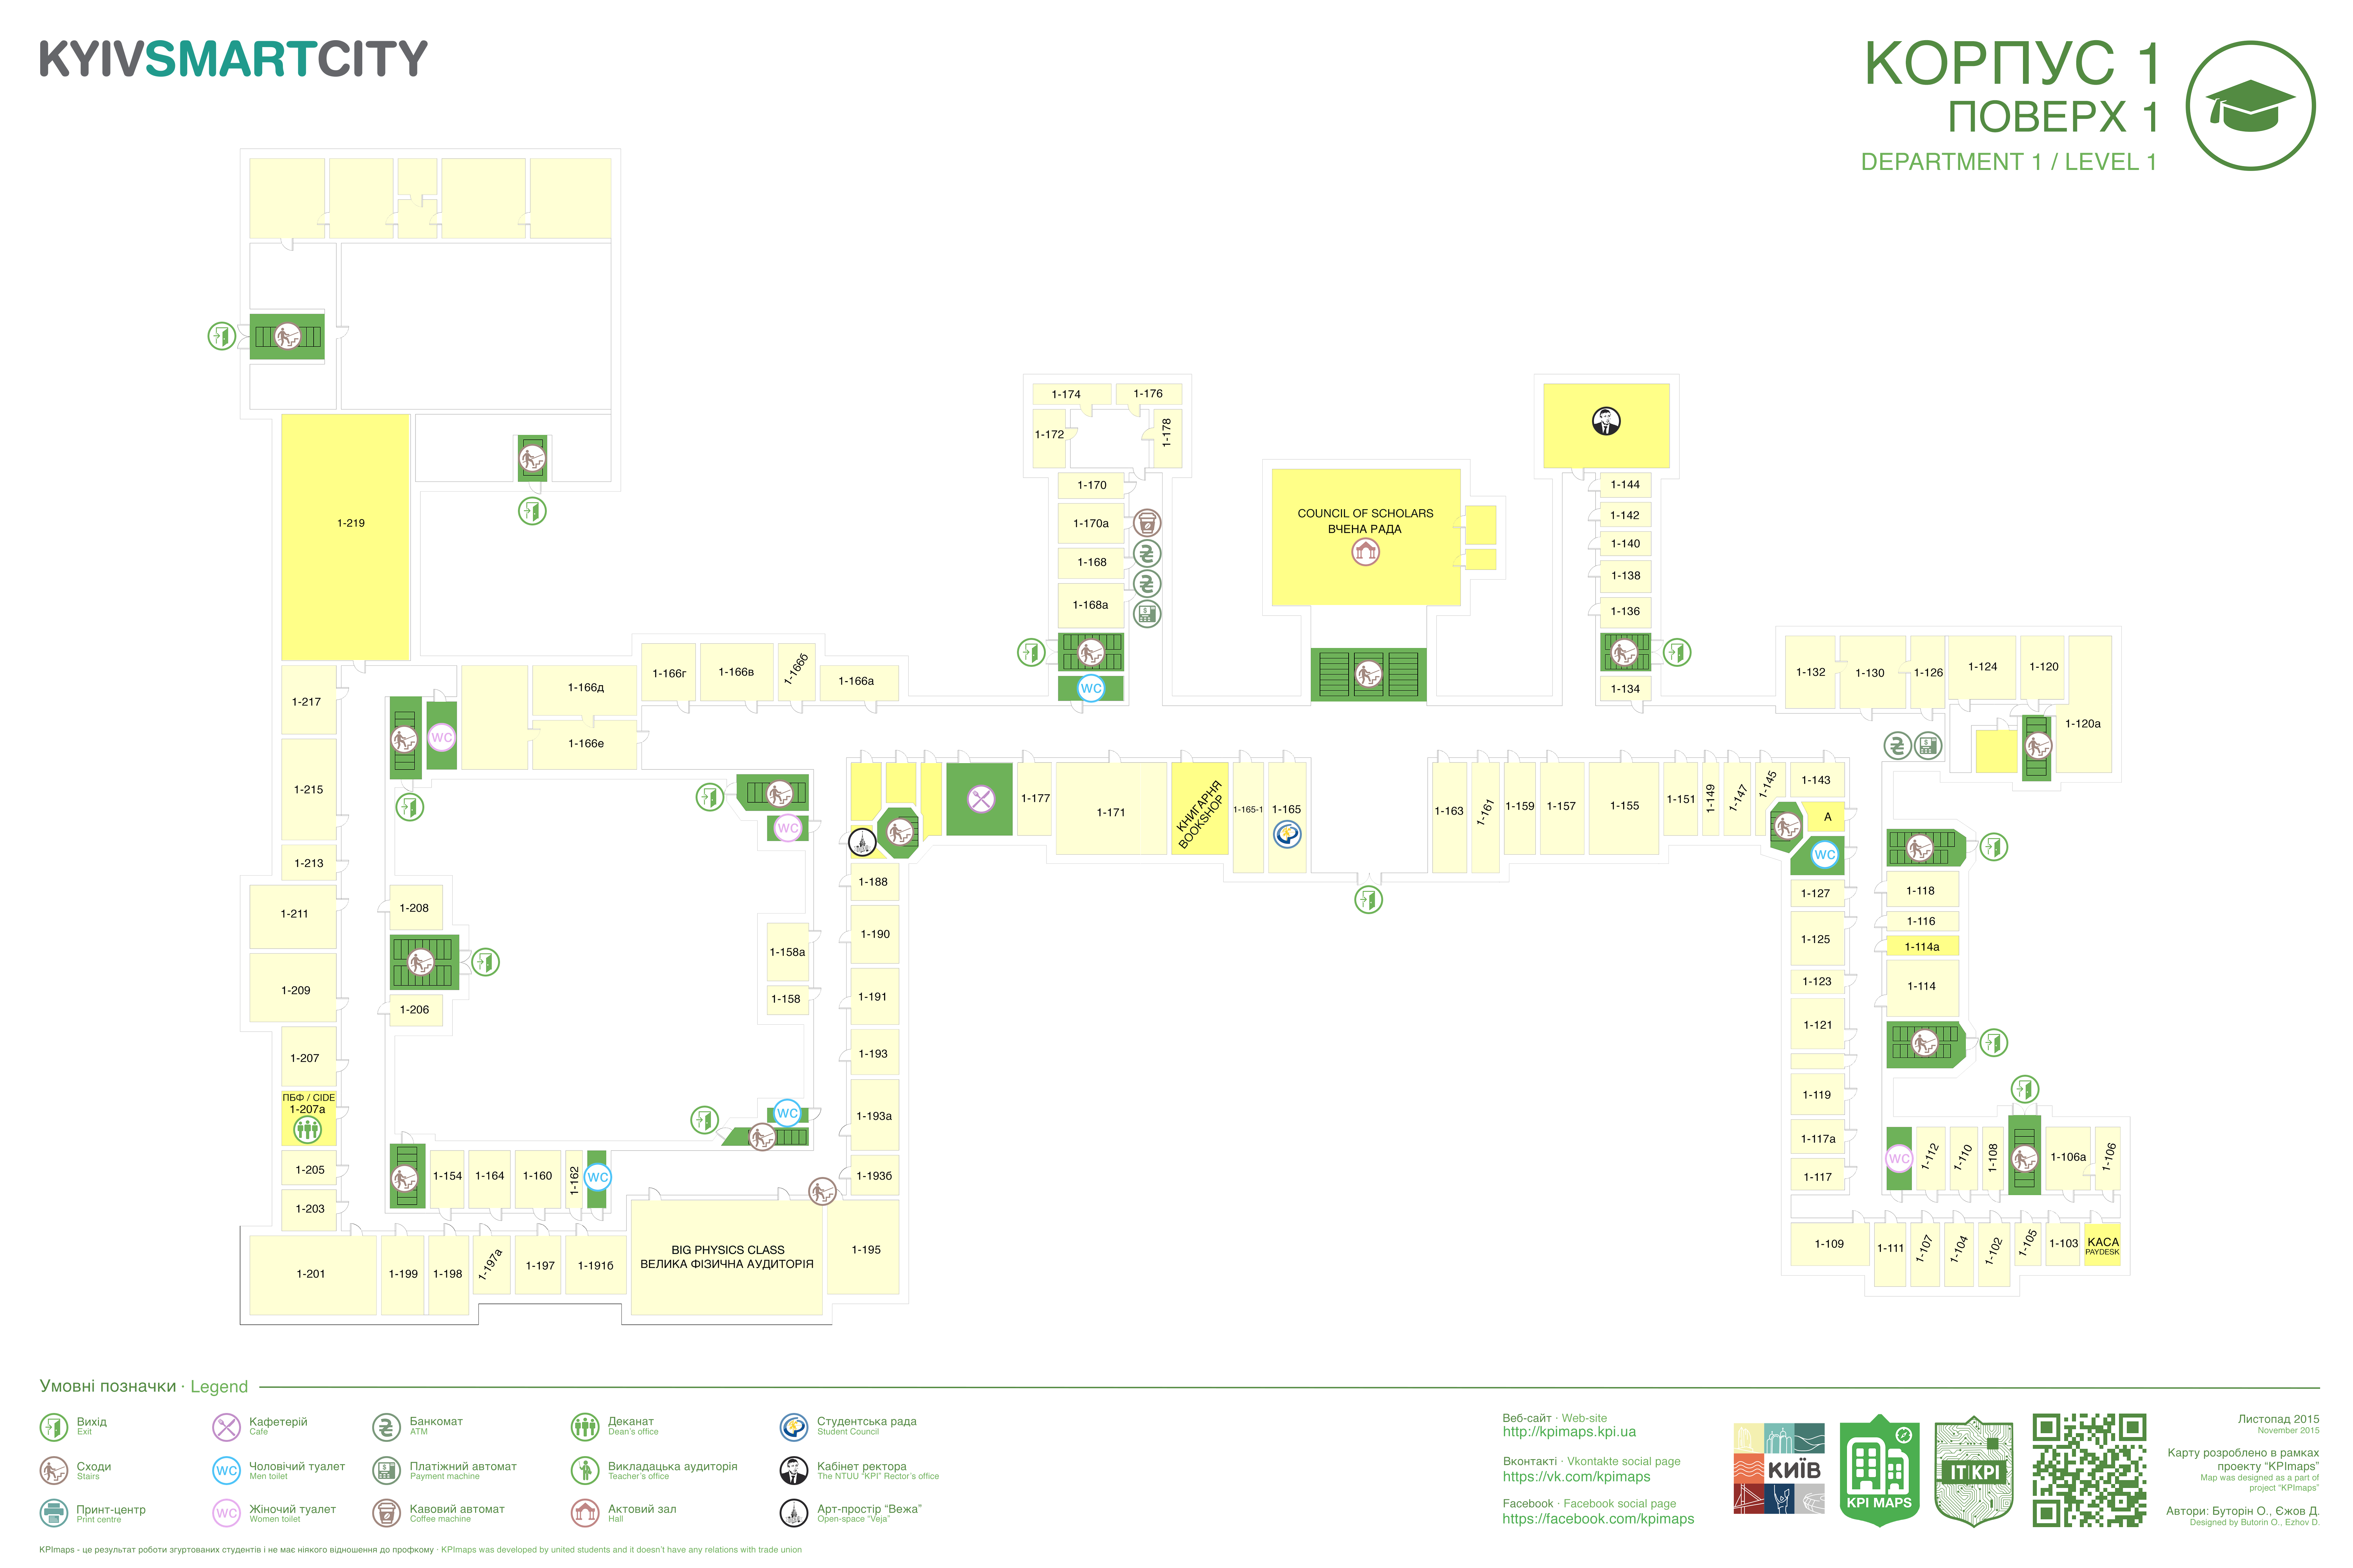 KYIVSMARTCITY
КОРПУС 1
ПОВЕРХ 1
DEPARTMENT 1 / LEVEL 1
1-219
1-174
1-176
1-172
1-178
1-170
1-170а
1-168
1-168а
WC
COUNCIL OF SCHOLARS
ВЧЕНА РАДА
1-144
1-142
1-140
1-138
1-136
1-134
1-132
1-130
1-126
1-124
1-120
1-120а
1-217
1-215
1-213
1-211
1-209
1-207
ПБФ / CIDE
1-207а
1-205
1-203
1-201
WC
1-166д
1-166е
1-166г
1-166в
1-166б
1-166а
1-208
1-206
WC
1-158а
1-158
WC
1-154
1-164
1-160
1-162
WC
1-199
1-198
1-197а
1-197
1-191б
BIG PHYSICS CLASS
ВЕЛИКА ФІЗИЧНА АУДИТОРІЯ
1-195
1-188
1-190
1-191
1-193
1-193а
1-193б
1-177
1-171
КНИГАРНЯ
BOOKSHOP
1-165-1
1-165
1-163
1-161
1-159
1-157
1-155
1-151
1-149
1-147
1-145
1-143
А
WC
1-127
1-125
1-123
1-121
1-119
1-117а
1-117
1-118
1-116
1-114а
1-114
WC
1-112
1-110
1-108
1-106а
1-106
1-109
1-111
1-107
1-104
1-102
1-105
1-103
КАСА
PAYDESK
Умовні позначки · Legend
Вихід
Exit
Сходи
Stairs
Принт-центр
Print centre
Кафетерій
Cafe
WC
Чоловічий туалет
Men toilet
WC
Жіночий туалет
Women toilet
Банкомат
ATM
Платіжний автомат
Payment machine
Кавовий автомат
Coffee machine
Деканат
Dean's office
Викладацька аудиторія
Teacher's office
Актовий зал
Hall
Студентська рада
Student Council
Кабінет ректора
The NTUU "KPI" Rector's office
Арт-простір "Вежа"
Open-space "Veja"
Веб-сайт · Web-site
http://kpimaps.kpi.ua
Вконтакті · Vkontakte social page
https://vk.com/kpimaps
Facebook · Facebook social page
https://facebook.com/kpimaps
КИЇВ
KPI MAPS
IT KPI
Листопад 2015
November 2015
Карту розроблено в рамках
проекту "KPImaps"
Map was designed as a part of
project "KPImaps"
Автори: Буторін О., Єжов Д.
Designed by Butorin O., Ezhov D.
KPImaps - це результат роботи згуртованих студентів і не має ніякого відношення до профкому · KPImaps was developed by united students and it doesn't have any relations with trade union